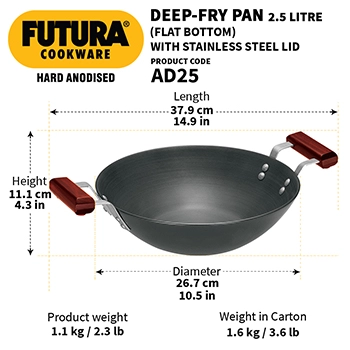 FUTURA®
COOKWARE
HARD ANODISED
DEEP-FRY PAN 2.5 LITRE
(FLAT BOTTOM)
WITH STAINLESS STEEL LID
PRODUCT CODE
AD25
Length
37.9 cm
14.9 in
Height
11.1 cm
4.3 in
Diameter
26.7 cm
10.5 in
Product weight
1.1 kg / 2.3 lb
Weight in Carton
1.6 kg / 3.6 lb